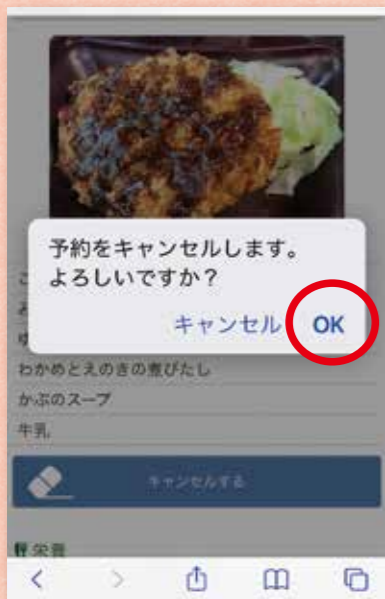 予約をキャンセルします。
よろしいですか？
キャンセル
OK
わかめとえのきの煮びたし
かぶのスープ
牛乳
キャンセルする
栄養